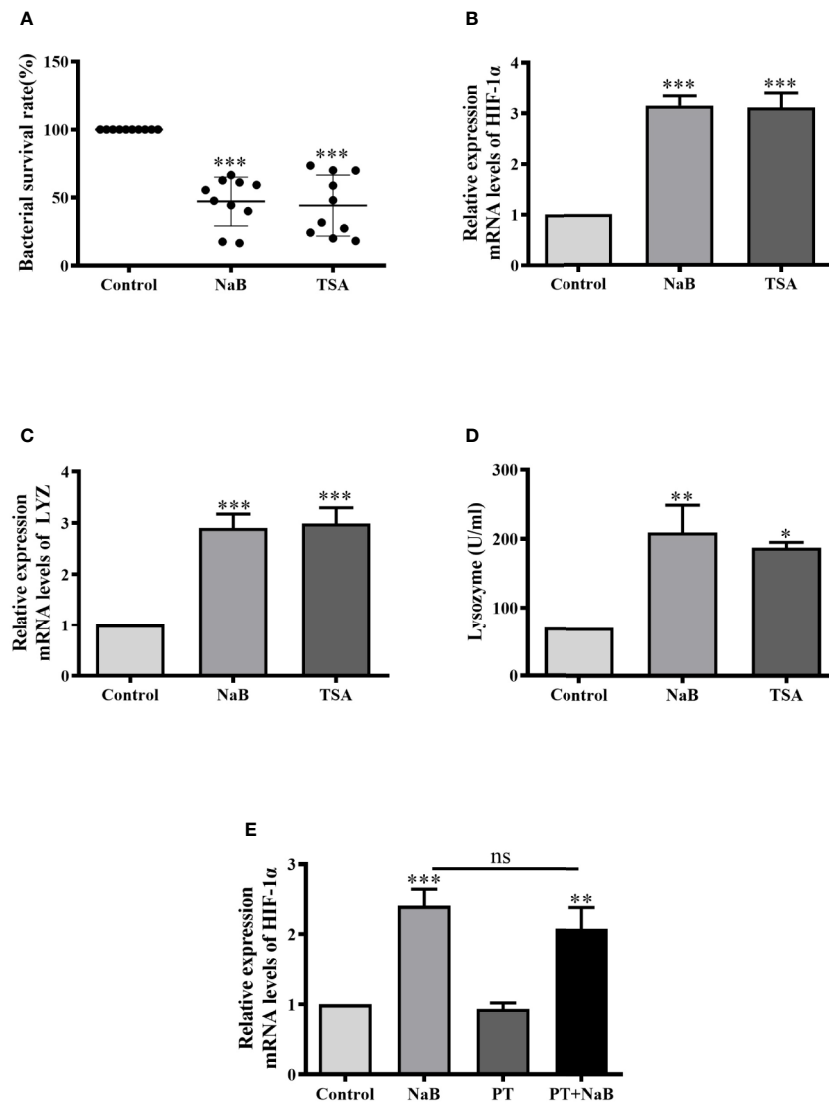 A
Bacterial survival rate(%)
150
100
50
0
***
***
Control NaB TSA
B
Relative expression
mRNA levels of HIF-1α
4
3
2
1
0
***
***
Control NaB TSA
C
Relative expression
mRNA levels of LYZ
4
3
2
1
0
***
***
Control NaB TSA
D
Lysozyme (U/ml)
300
200
100
0
**
*
Control NaB TSA
E
Relative expression
mRNA levels of HIF-1α
3
2
1
0
ns
***
**
Control NaB PT PT+NaB